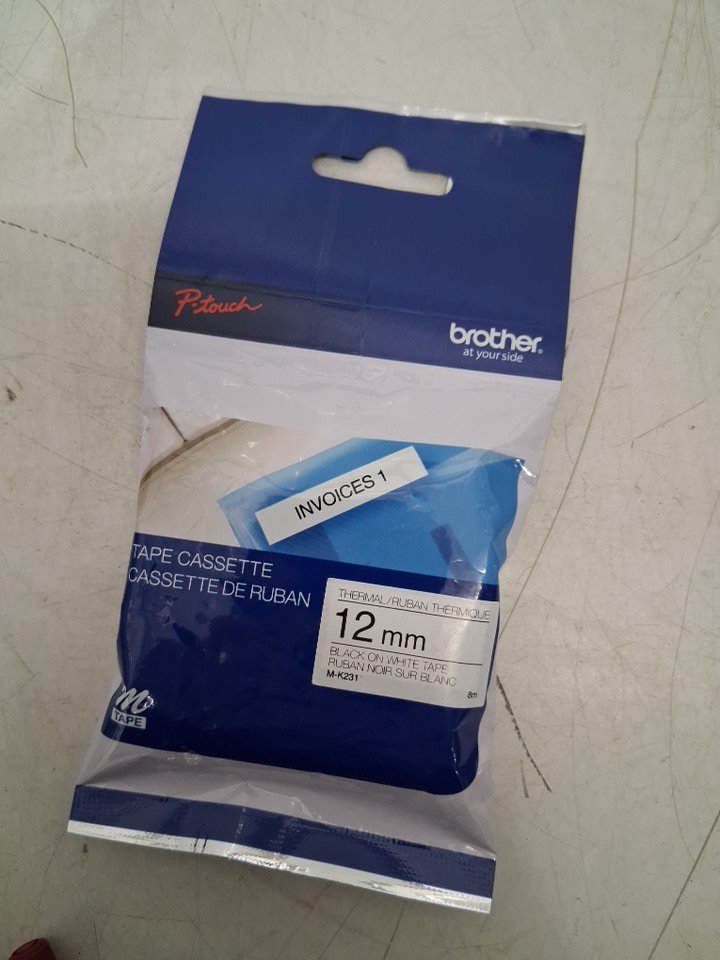 P-touch
brother
at your side
INVOICES 1
TAPE CASSETTE
CASSETTE DE RUBAN
THERMAL/RUBAN THERMIQUE
12 mm
BLACK ON WHITE TAPE
RUBAN NOIR SUR BLANC
M-K231
8m
M
TAPE